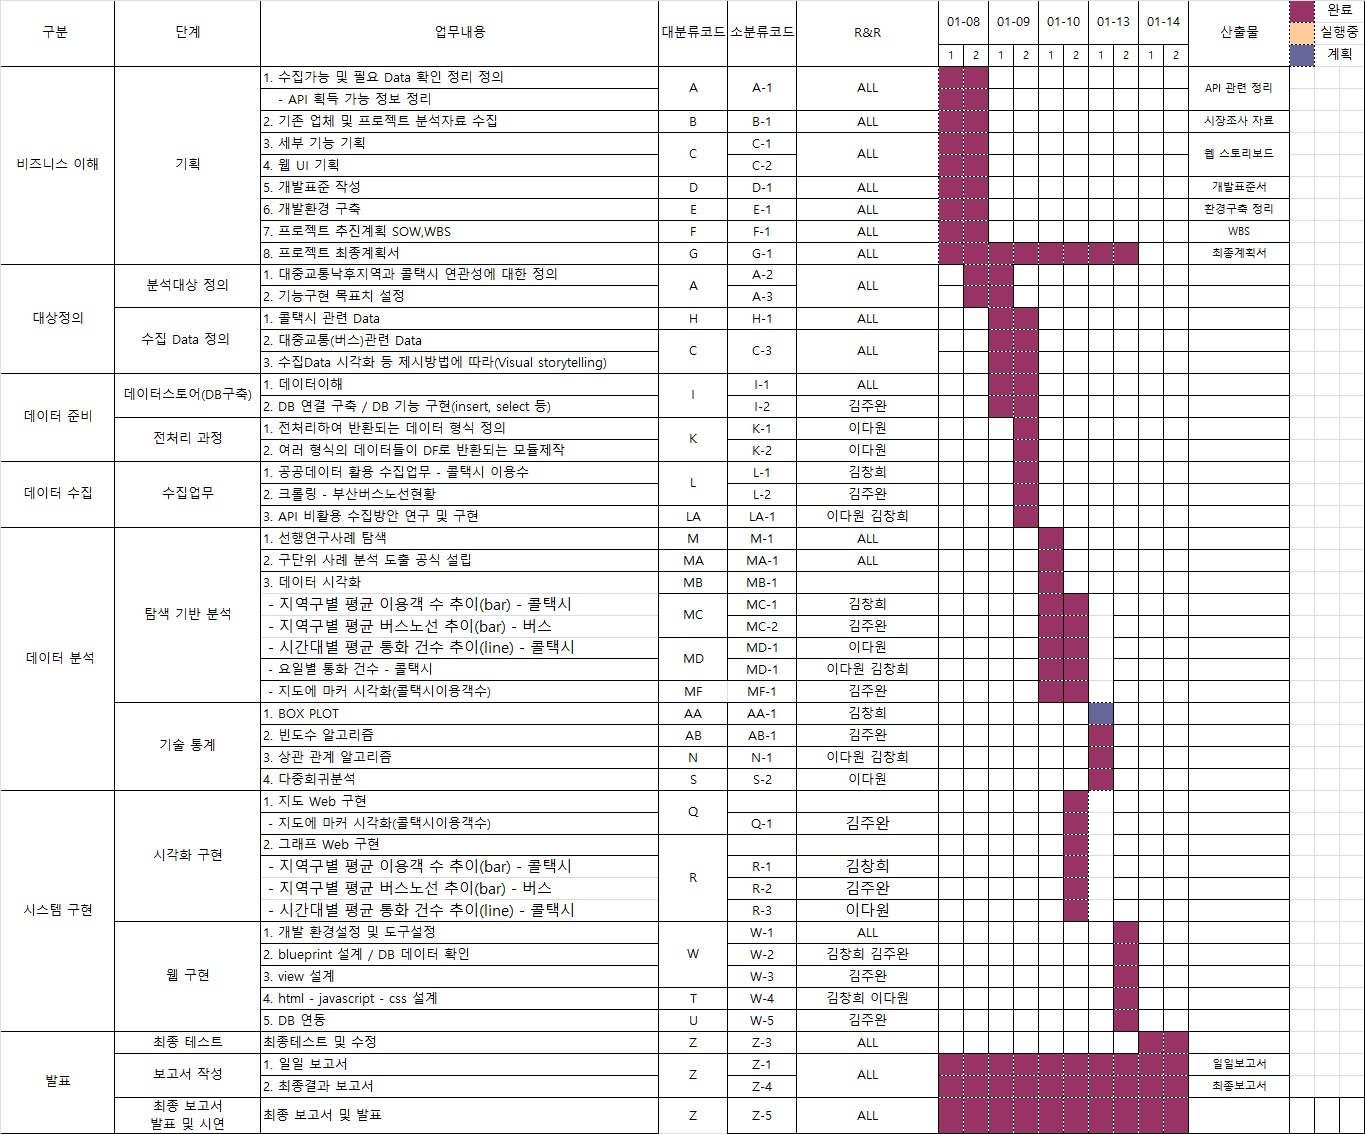 구분 단계 업무내용 대분류코드 소분류코드 R&R 01-08 01-09 01-10 01-13 01-14 산출물 완료
실행중
1 2 1 2 1 2 1 2 1 2 계획
비즈니스 이해 기획 1. 수집가능 및 필요 Data 확인 정리 정의 A A-1 ALL API 관련 정리
- API 획득 가능 정보 정리
2. 기존 업체 및 프로젝트 분석자료 수집 B B-1 ALL 시장조사 자료
3. 세부 기능 기획 C C-1 ALL 웹 스토리보드
4. 웹 UI 기획 C-2
5. 개발표준 작성 D D-1 ALL 개발표준서
6. 개발환경 구축 E E-1 ALL 환경구축 정리
7. 프로젝트 추진계획 SOW,WBS F F-1 ALL WBS
8. 프로젝트 최종계획서 G G-1 ALL 최종계획서
대상정의 분석대상 정의 1. 대중교통낙후지역과 콜택시 연관성에 대한 정의 A A-2 ALL
2. 기능구현 목표치 설정 A-3
수집 Data 정의 1. 콜택시 관련 Data H H-1 ALL
2. 대중교통(버스)관련 Data C C-3 ALL
3. 수집Data 시각화 등 제시방법에 따라(Visual storytelling)
데이터 준비 데이터스토어(DB구축) 1. 데이터이해 I I-1 ALL
2. DB 연결 구축 / DB 기능 구현(insert, select 등) I-2 김주완
전처리 과정 1. 전처리하여 반환되는 데이터 형식 정의 K K-1 이다원
2. 여러 형식의 데이터들이 DF로 반환되는 모듈제작 K-2 이다원
데이터 수집 수집업무 1. 공공데이터 활용 수집업무 - 콜택시 이용수 L L-1 김창희
2. 크롤링 - 부산버스노선현황 L-2 김주완
3. API 비활용 수집방안 연구 및 구현 LA LA-1 이다원 김창희
데이터 분석 탐색 기반 분석 1. 선행연구사례 탐색 M M-1 ALL
2. 구단위 사례 분석 도출 공식 설립 MA MA-1 ALL
3. 데이터 시각화 MB MB-1
- 지역구별 평균 이용객 수 추이(bar) - 콜택시 MC MC-1 김창희
- 지역구별 평균 버스노선 추이(bar) - 버스 MC-2 김주완
- 시간대별 평균 통화 건수 추이(line) - 콜택시 MD MD-1 이다원
- 요일별 통화 건수 - 콜택시 MD-1 이다원 김창희
- 지도에 마커 시각화(콜택시이용객수) MF MF-1 김주완
기술 통계 1. BOX PLOT AA AA-1 김창희
2. 빈도수 알고리즘 AB AB-1 김주완
3. 상관 관계 알고리즘 N N-1 이다원 김창희
4. 다중회귀분석 S S-2 이다원
시스템 구현 시각화 구현 1. 지도 Web 구현 Q
- 지도에 마커 시각화(콜택시이용객수) Q-1 김주완
2. 그래프 Web 구현 R
- 지역구별 평균 이용객 수 추이(bar) - 콜택시 R-1 김창희
- 지역구별 평균 버스노선 추이(bar) - 버스 R-2 김주완
- 시간대별 평균 통화 건수 추이(line) - 콜택시 R-3 이다원
웹 구현 1. 개발 환경설정 및 도구설정 W W-1 ALL
2. blueprint 설계 / DB 데이터 확인 W-2 김창희 김주완
3. view 설계 W-3 김주완
4. html - javascript - css 설계 T W-4 김창희 이다원
5. DB 연동 U W-5 김주완
발표 최종 테스트 최종테스트 및 수정 Z Z-3 ALL
보고서 작성 1. 일일 보고서 Z Z-1 ALL 일일보고서
2. 최종결과 보고서 Z-4 최종보고서
최종 보고서
발표 및 시연 최종 보고서 및 발표 Z Z-5 ALL